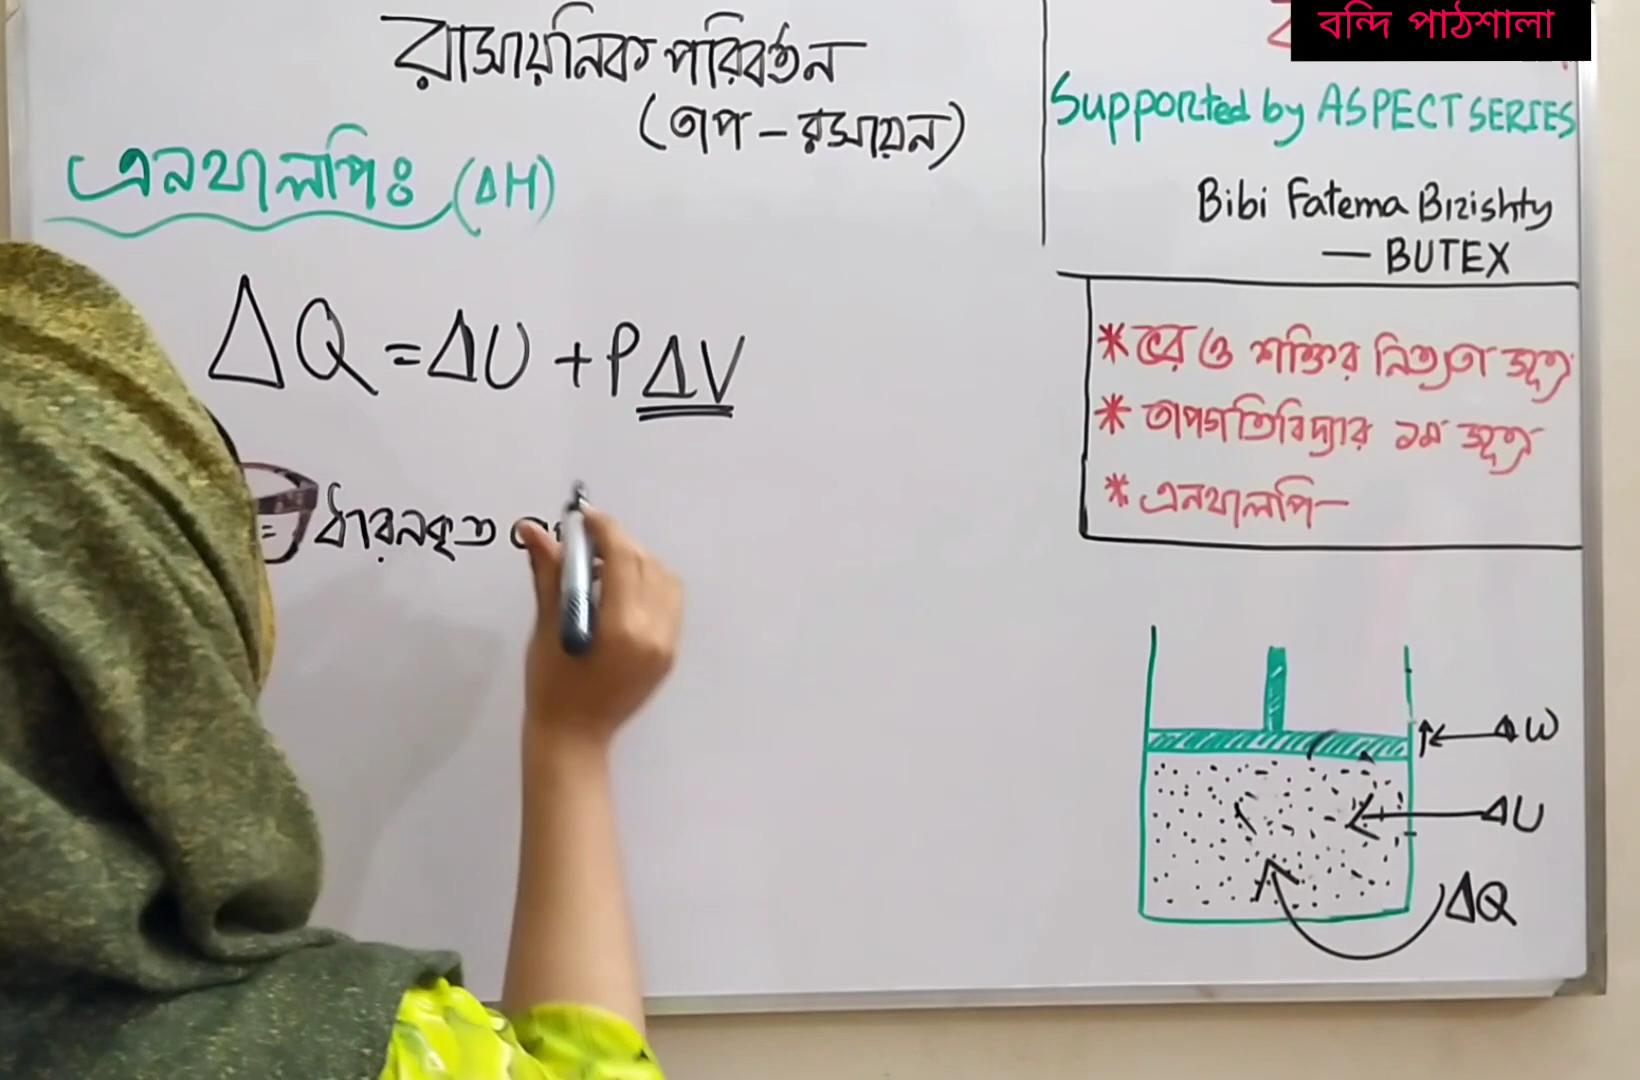 রাসায়নিক পরিবর্তন
(তাপ – রসায়ন)
এনথালপিঃ (ΔH)
ΔQ = ΔU + PΔV
= ধারনকৃত
বন্দি পাঠশালা
Supported by ASPECT SERIES
Bibi Fatema Brishty
— BUTEX
* ভর ও শক্তির নিত্যতা সূত্র
* তাপগতিবিদ্যার ১ম সূত্র
* এনথালপি–
ΔW
ΔU
ΔQ